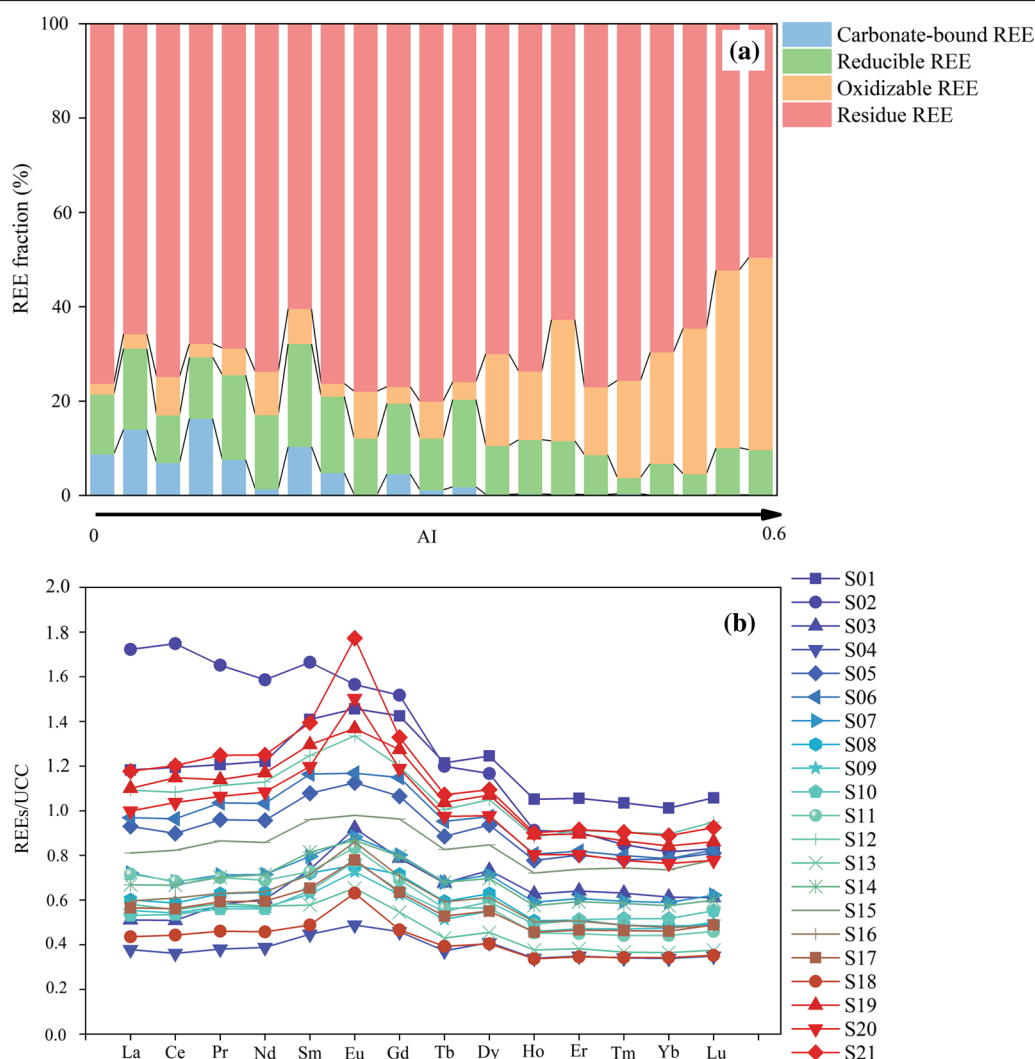 (a)
Carbonate-bound REE
Reducible REE
Oxidizable REE
Residue REE
REE fraction (%)
100
80
60
40
20
0
0
AI
0.6
(b)
REEs/UCC
2.0
1.8
1.6
1.4
1.2
1.0
0.8
0.6
0.4
0.2
0.0
La Ce Pr Nd Sm Eu Gd Tb Dy Ho Er Tm Yb Lu
S01
S02
S03
S04
S05
S06
S07
S08
S09
S10
S11
S12
S13
S14
S15
S16
S17
S18
S19
S20
S21